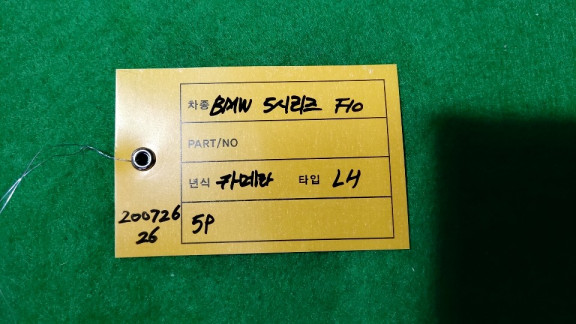 차종 BMW 5시리즈 F10
PART/NO
년식 카메라 타입 LH
200726
26
5P